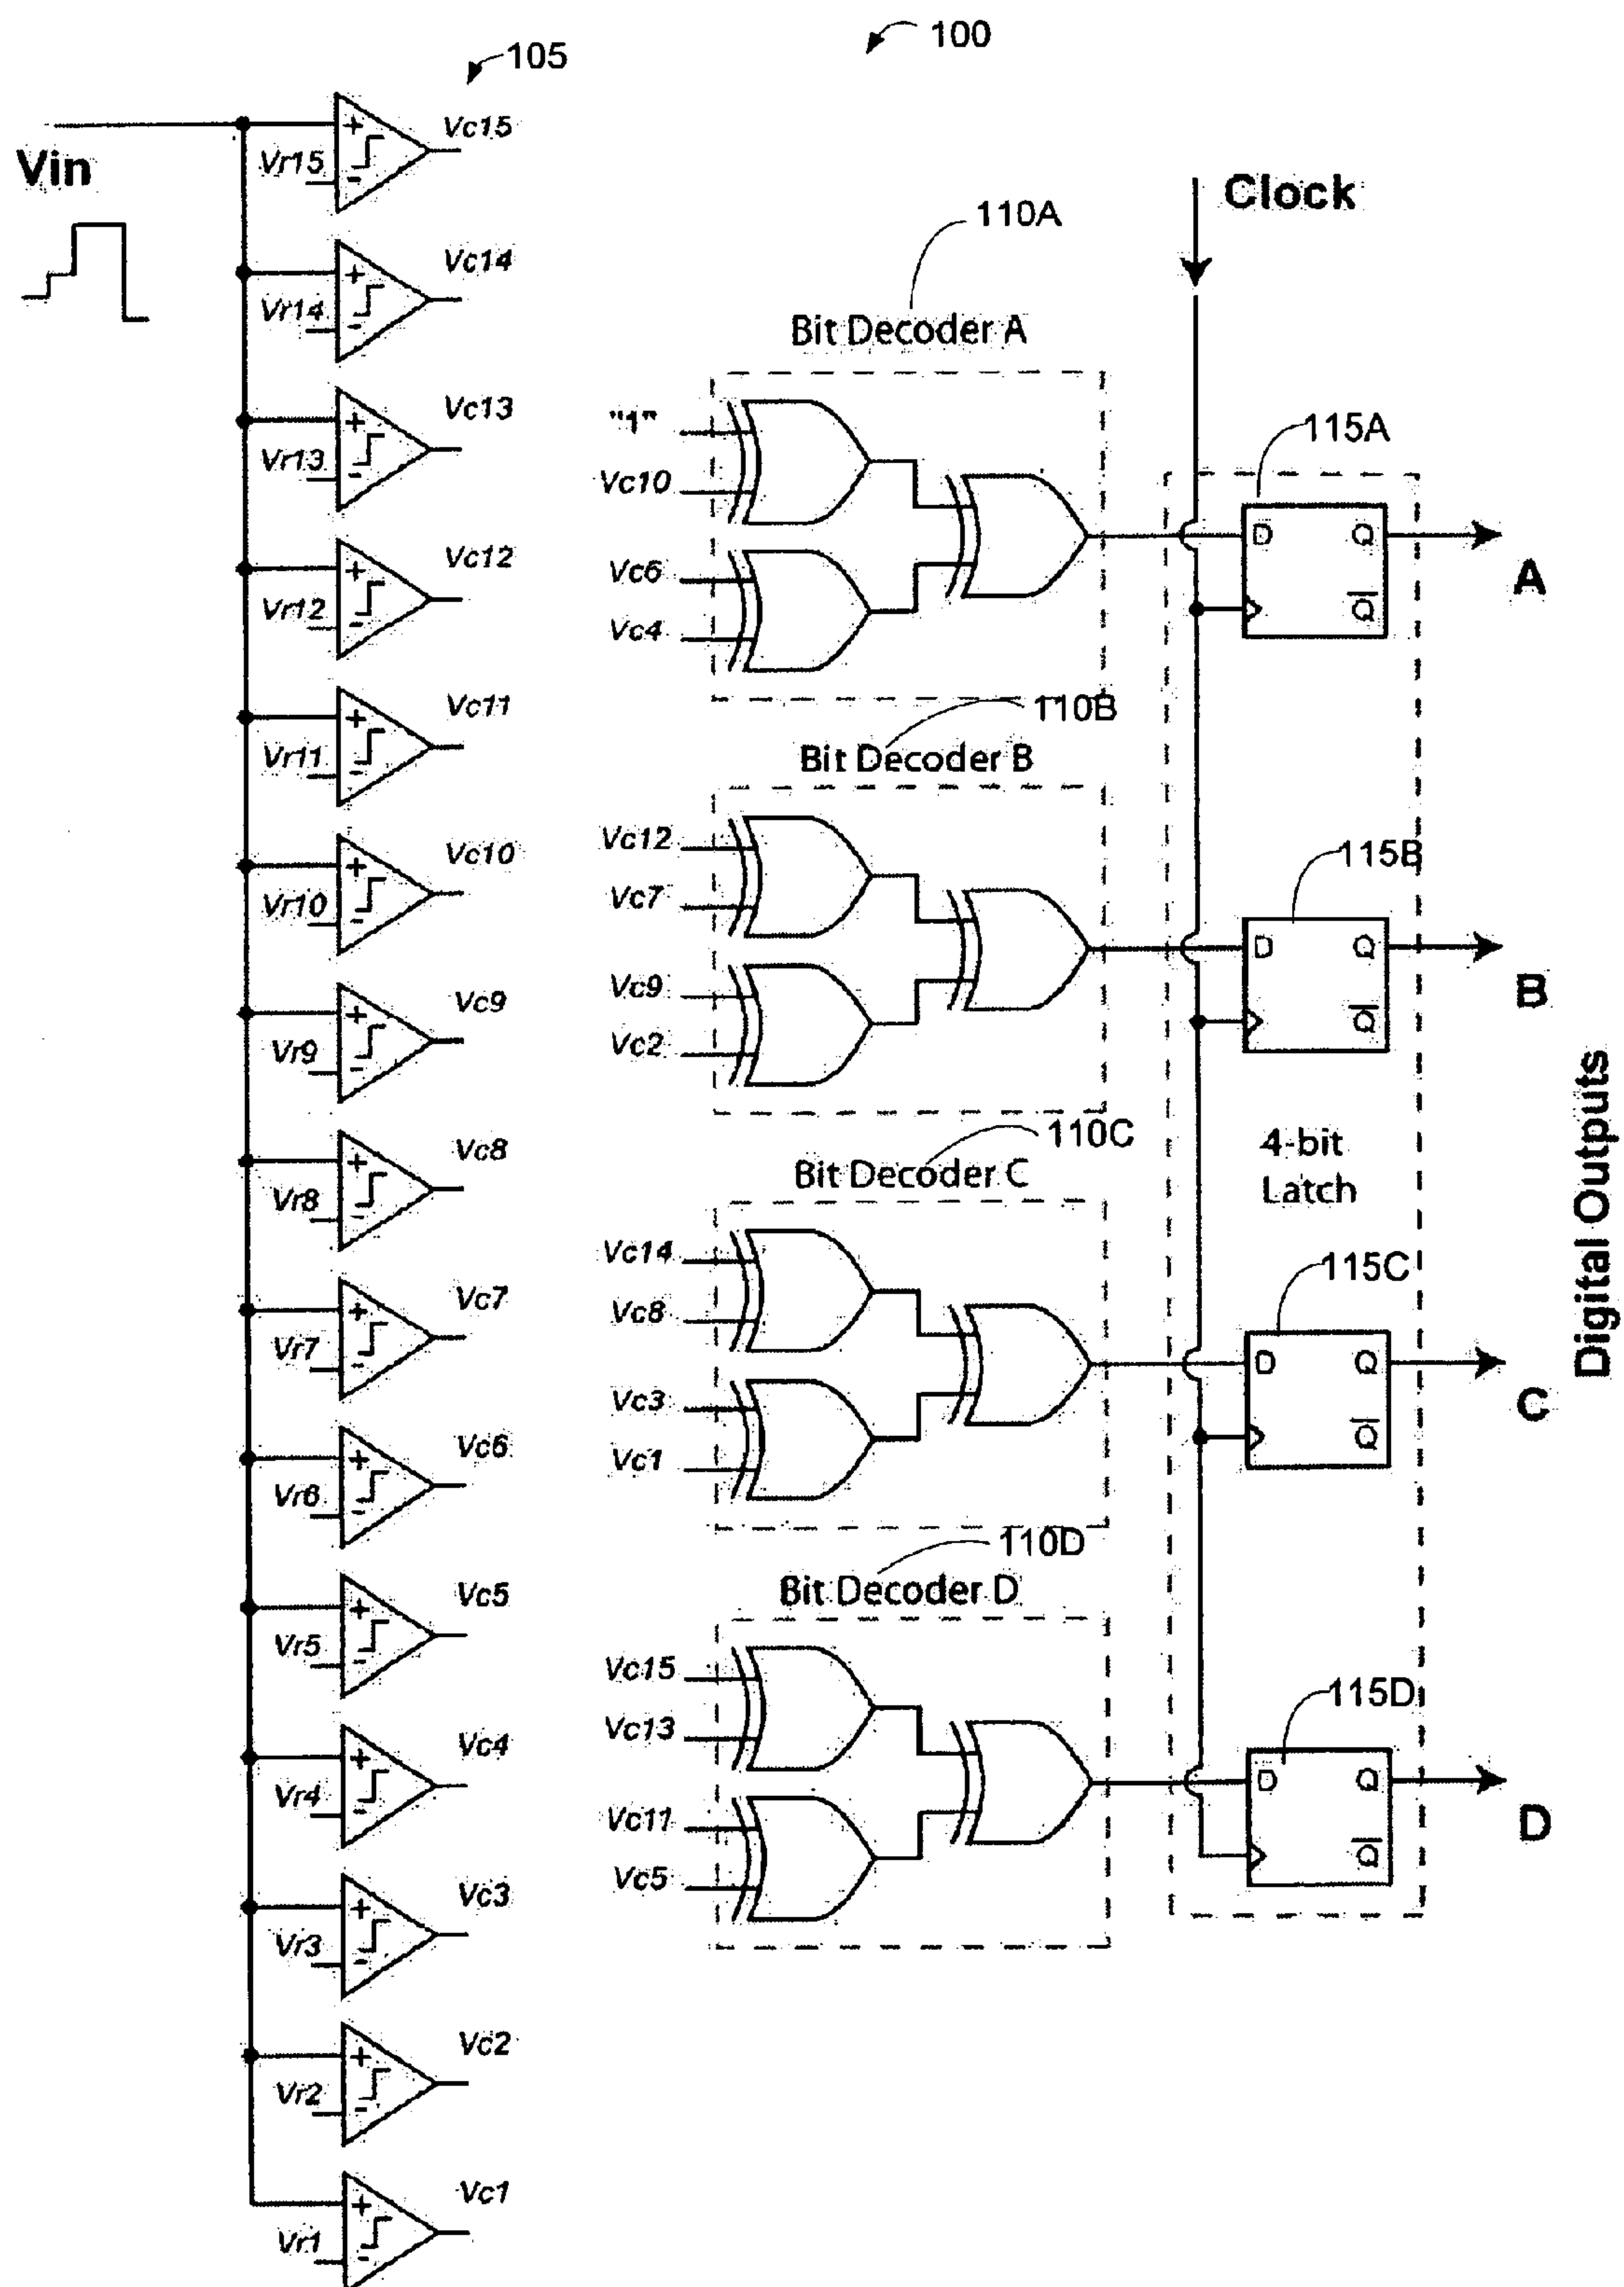 100
105
Vin
Vc15
Vr15
Vc14
Vr14
Vc13
Vr13
Vc12
Vr12
Vc11
Vr11
Vc10
Vr10
Vc9
Vr9
Vc8
Vr8
Vc7
Vr7
Vc6
Vr6
Vc5
Vr5
Vc4
Vr4
Vc3
Vr3
Vc2
Vr2
Vc1
Vr1
110A
Bit Decoder A
"1"
Vc10
Vc6
Vc4
110B
Bit Decoder B
Vc12
Vc7
Vc9
Vc2
110C
Bit Decoder C
Vc14
Vc8
Vc3
Vc1
110D
Bit Decoder D
Vc15
Vc13
Vc11
Vc5
Clock
115A
D Q
Q̅
A
115B
D Q
Q̅
B
4-bit
Latch
115C
D Q
Q̅
C
115D
D Q
Q̅
D
Digital Outputs